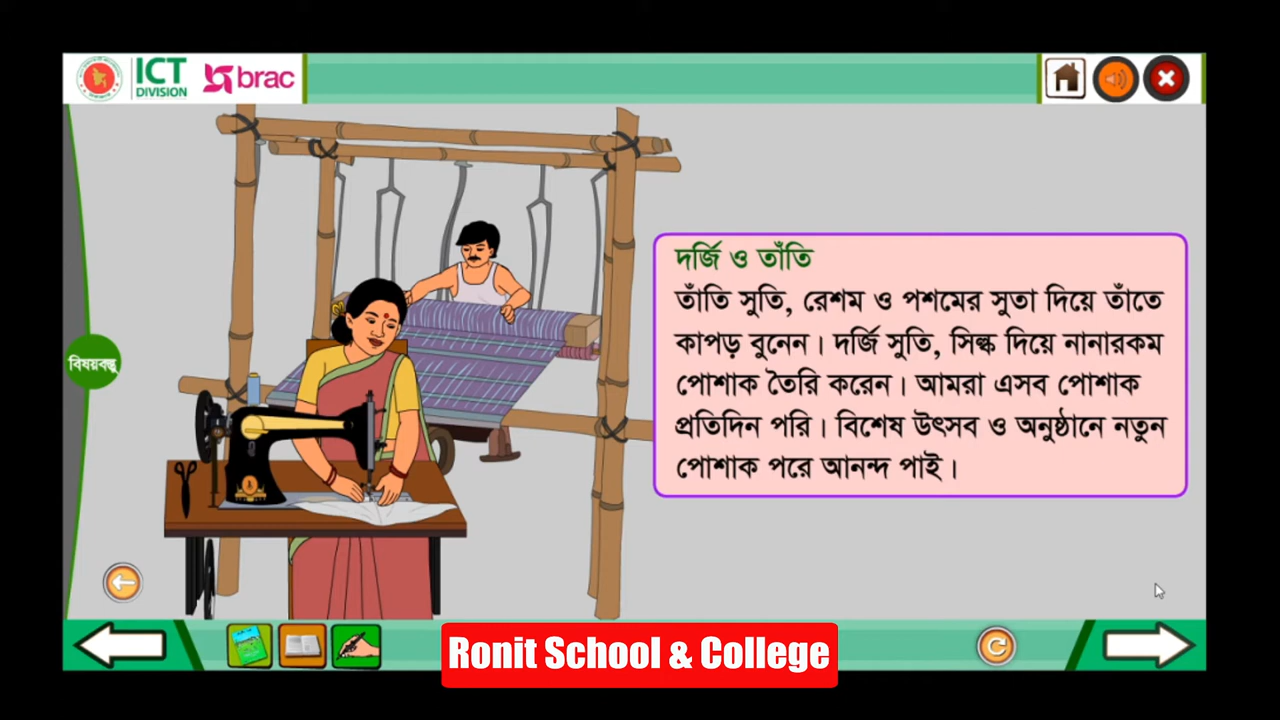 ICT
DIVISION
brac
দর্জি ও তাঁতি
তাঁতি সুতি, রেশম ও পশমের সুতা দিয়ে তাঁতে
কাপড় বুনেন। দর্জি সুতি, সিল্ক দিয়ে নানারকম
পোশাক তৈরি করেন। আমরা এসব পোশাক
প্রতিদিন পরি। বিশেষ উৎসব ও অনুষ্ঠানে নতুন
পোশাক পরে আনন্দ পাই।
বিষয়বস্তু
Ronit School & College